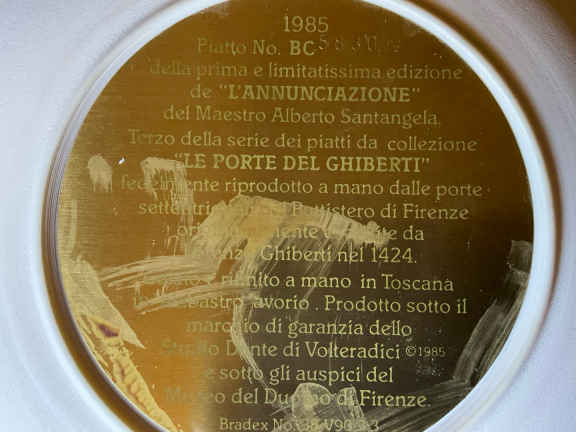 1985
Piatto No. BC
della prima e limitatissima edizione
de "L'ANNUNCIAZIONE"
del Maestro Alberto Santangela.
Terzo della serie dei piatti da collezione
"LE PORTE DEL GHIBERTI"
fedelmente riprodotto a mano dalle porte
Battistero di Firenze
da
Ghiberti nel 1424.
rifinito a mano in Toscana
avorio. Prodotto sotto il
marchio di garanzia dello
Studio Dante di Volteradici ©1985
e sotto gli auspici del
Museo del Duomo di Firenze.
Bradex No.